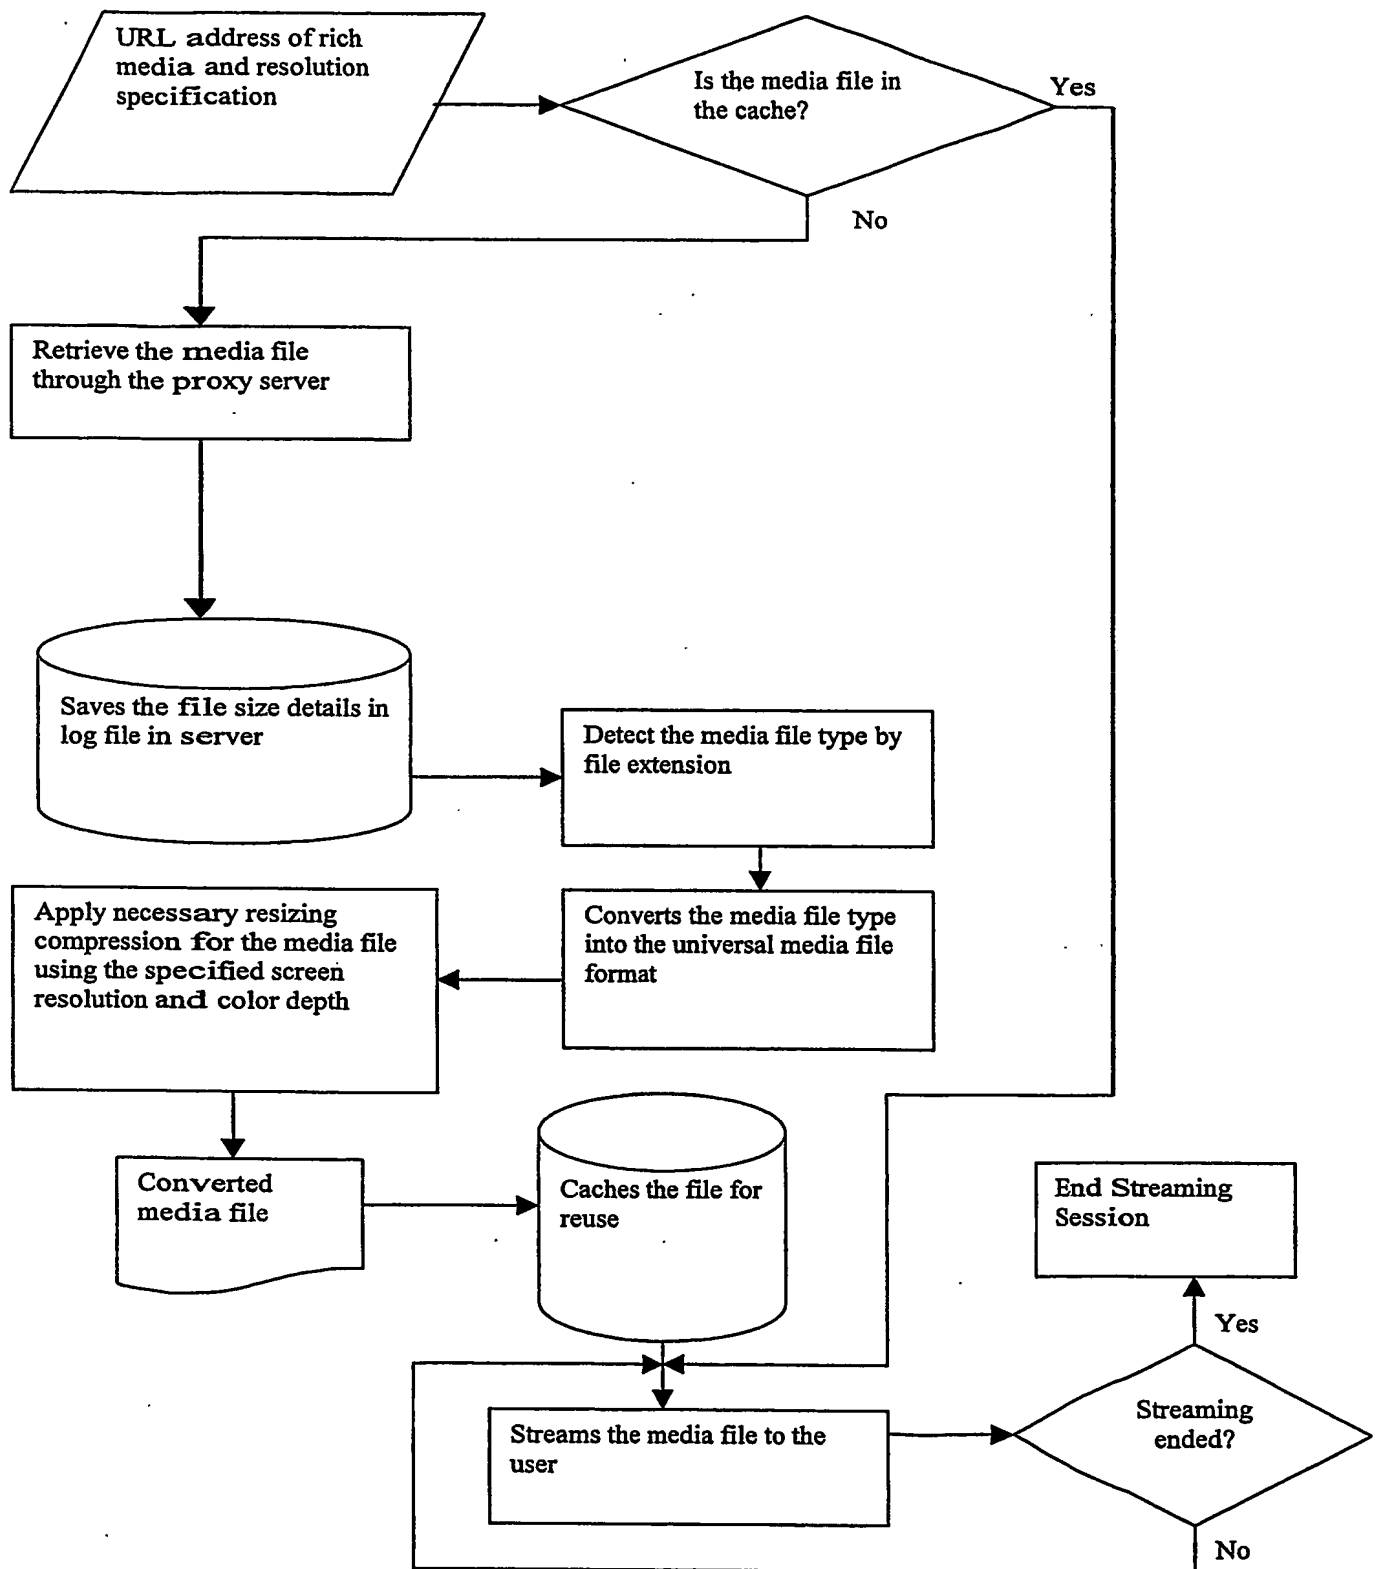 URL address of rich
media and resolution
specification
Is the media file in
the cache?
Yes
No
Retrieve the media file
through the proxy server
Saves the file size details in
log file in server
Detect the media file type by
file extension
Apply necessary resizing
compression for the media file
using the specified screen
resolution and color depth
Converts the media file type
into the universal media file
format
Converted
media file
Caches the file for
reuse
End Streaming
Session
Yes
Streaming
ended?
Streams the media file to the
user
No